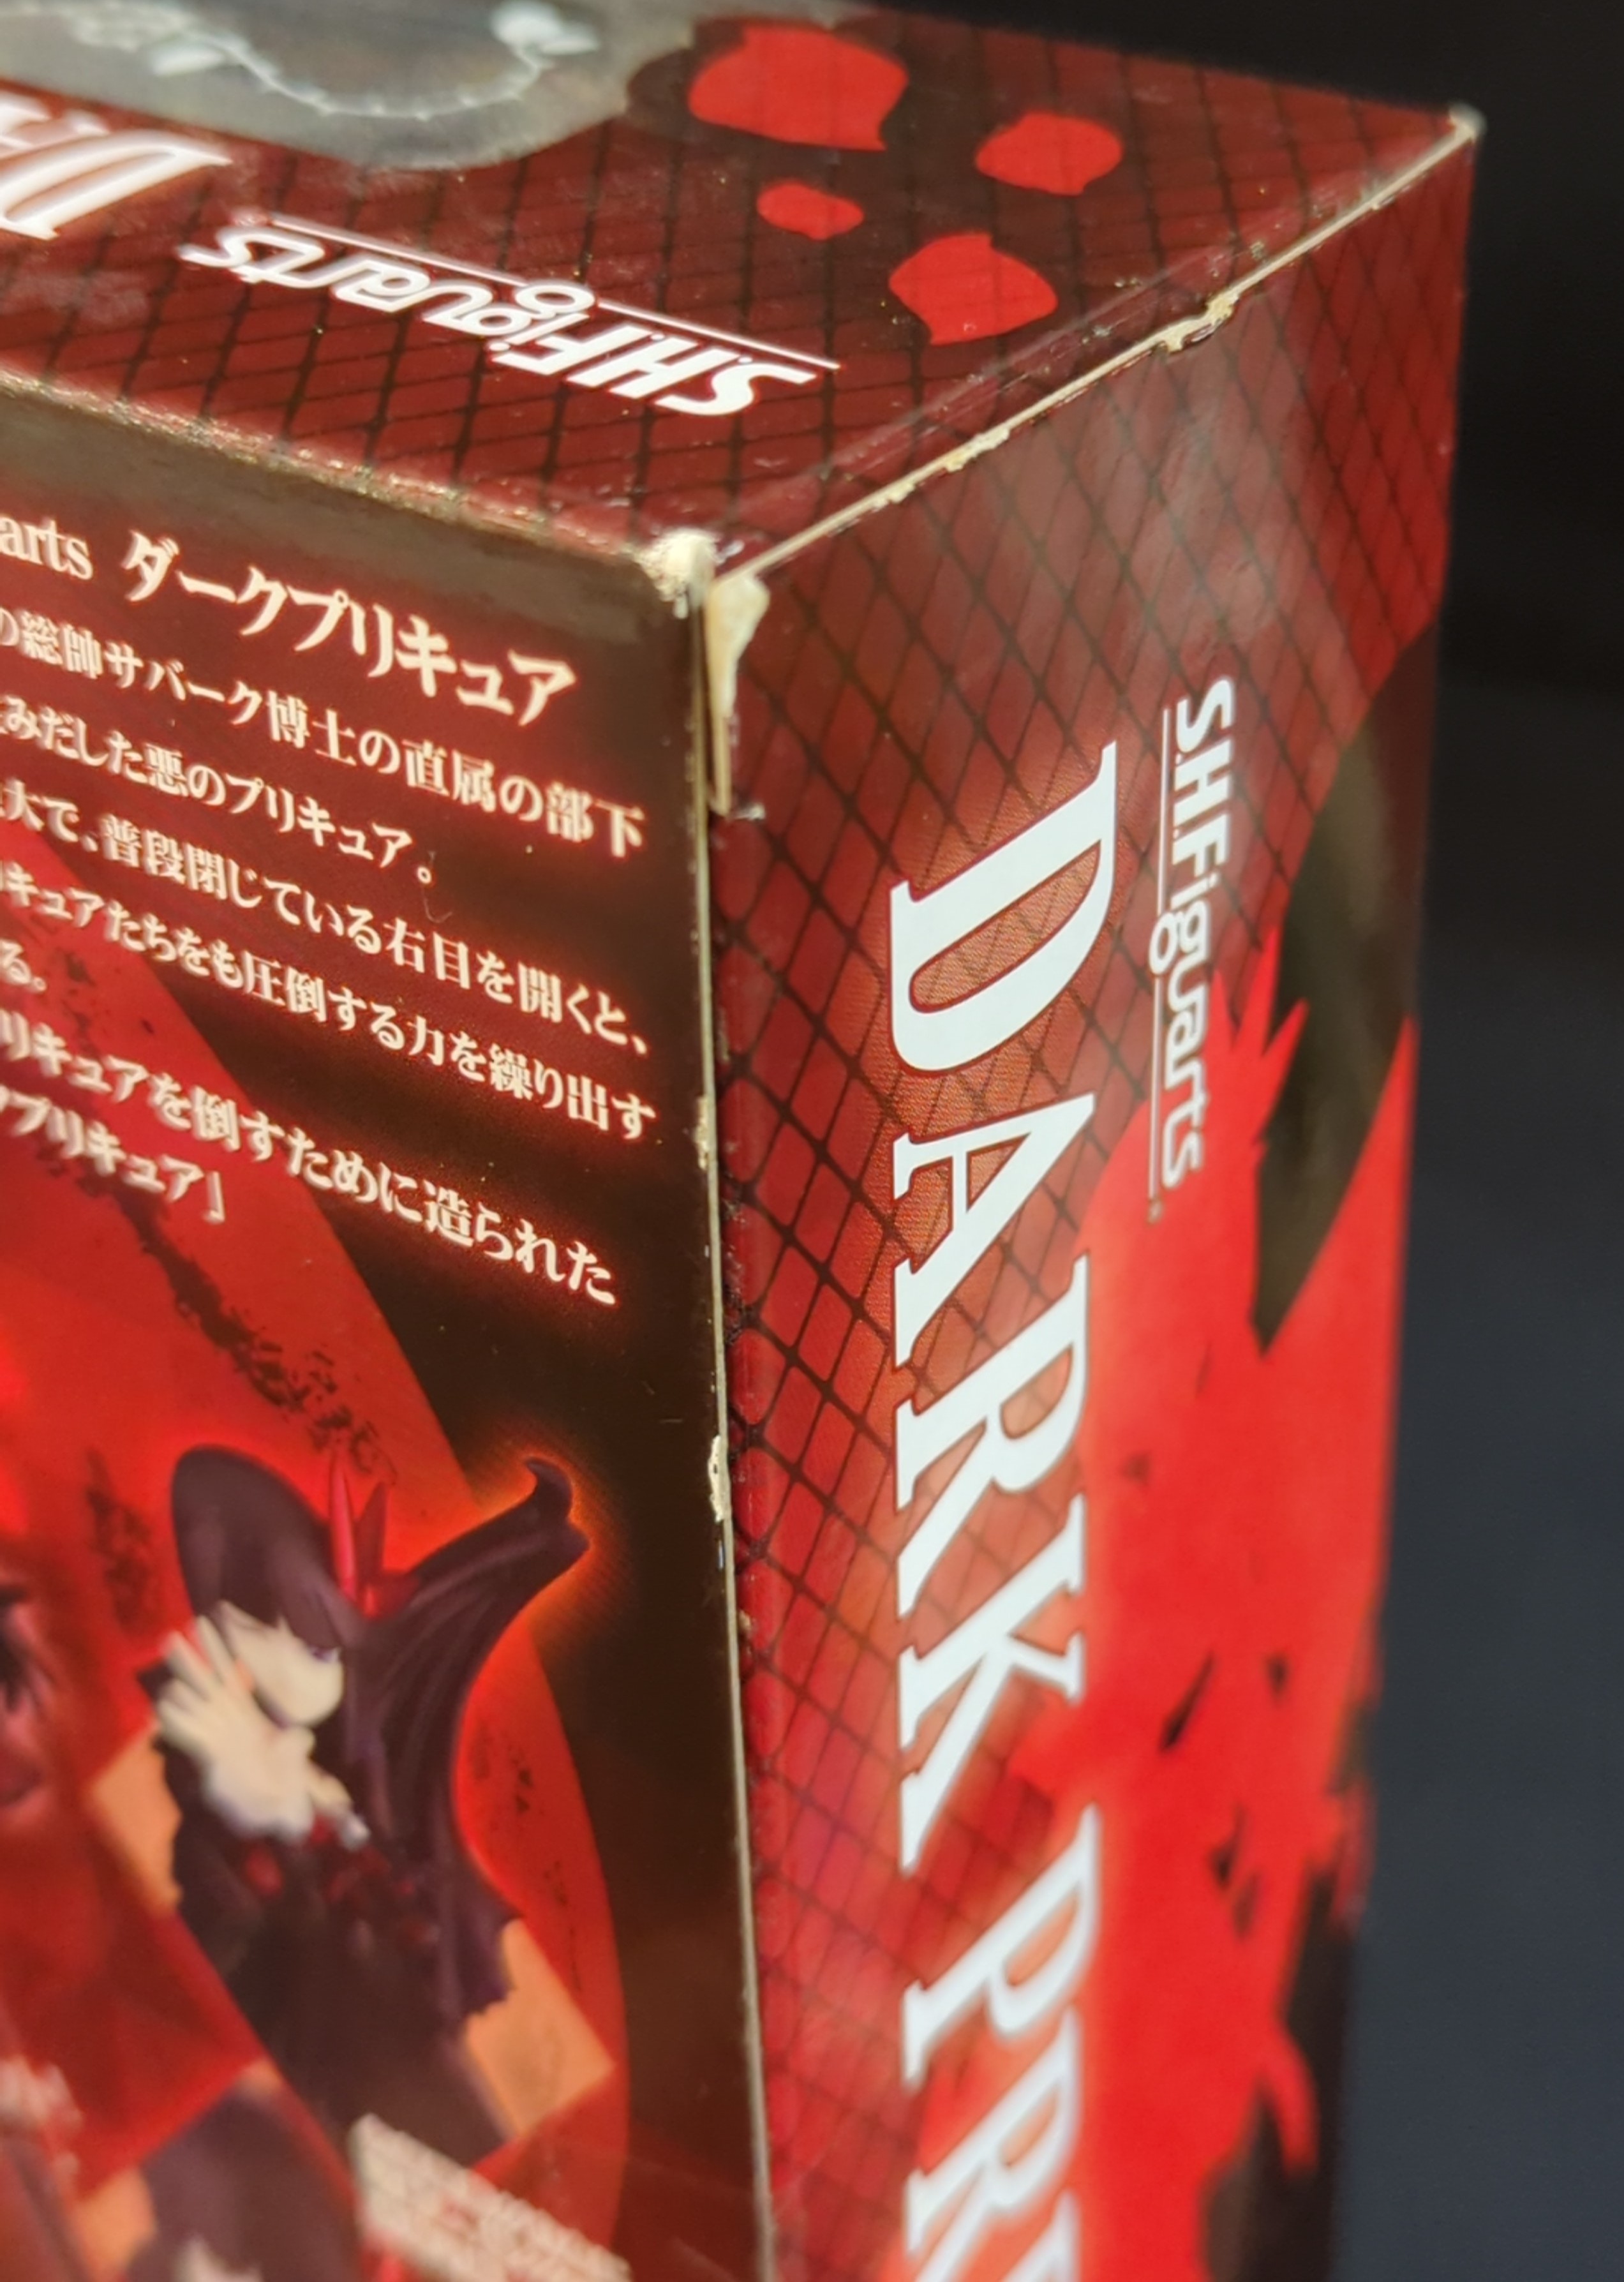 DA
S.H.Figuarts
arts ダークプリキュア
の総帥サバーク博士の直属の部下
みだした悪のプリキュア。
大で、普段閉じている右目を開くと、
キュアたちをも圧倒する力を繰り出す
る。
リキュアを倒すために造られた
クプリキュア」
S.H.Figuarts
DARK PRE